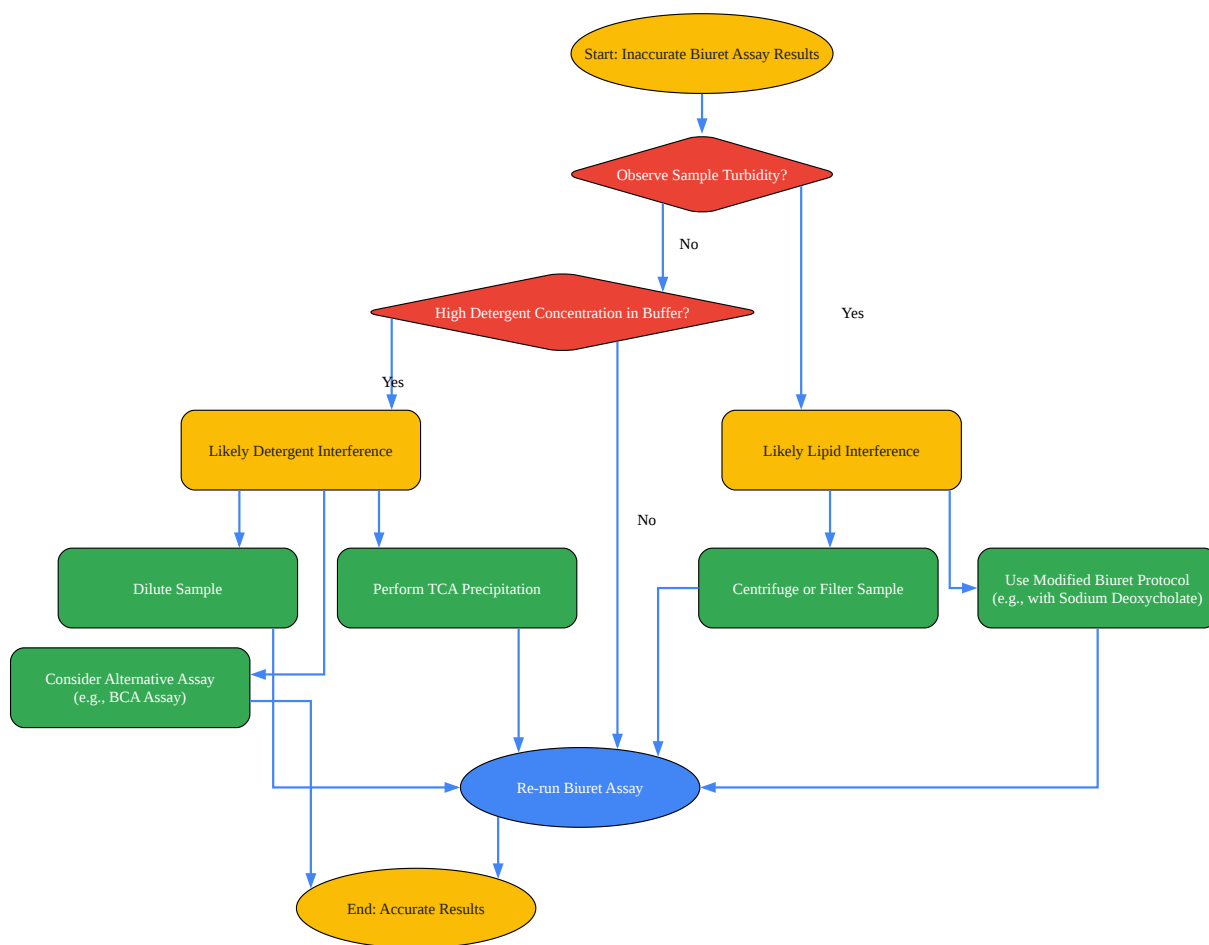 Start: Inaccurate Biuret Assay Results
Observe Sample Turbidity?
No
High Detergent Concentration in Buffer?
Yes
Yes
Likely Detergent Interference
Likely Lipid Interference
No
Dilute Sample
Perform TCA Precipitation
Centrifuge or Filter Sample
Use Modified Biuret Protocol
(e.g., with Sodium Deoxycholate)
Consider Alternative Assay
(e.g., BCA Assay)
Re-run Biuret Assay
End: Accurate Results